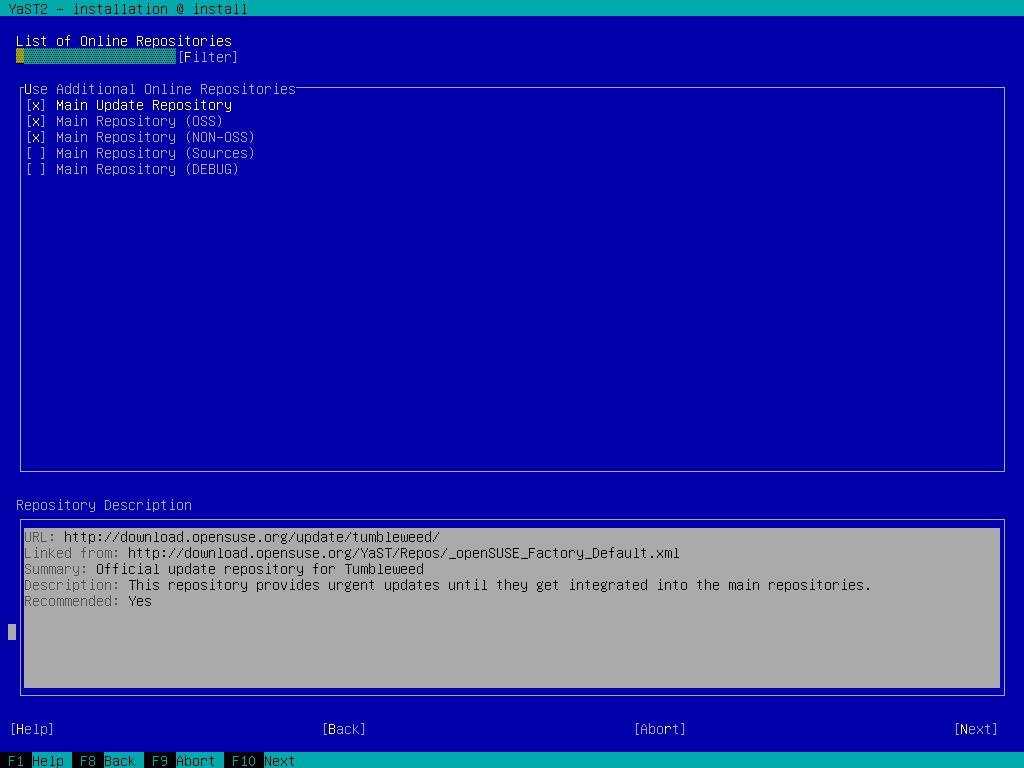 YaST2 - installation @ install
List of Online Repositories
[Filter]
Use Additional Online Repositories
[x] Main Update Repository
[x] Main Repository (OSS)
[x] Main Repository (NON-OSS)
[ ] Main Repository (Sources)
[ ] Main Repository (DEBUG)
Repository Description
URL: http://download.opensuse.org/update/tumbleweed/
Linked from: http://download.opensuse.org/YaST/Repos/_openSUSE_Factory_Default.xml
Summary: Official update repository for Tumbleweed
Description: This repository provides urgent updates until they get integrated into the main repositories.
Recommended: Yes
[Help] [Back] [Abort] [Next]
F1 Help F8 Back F9 Abort F10 Next